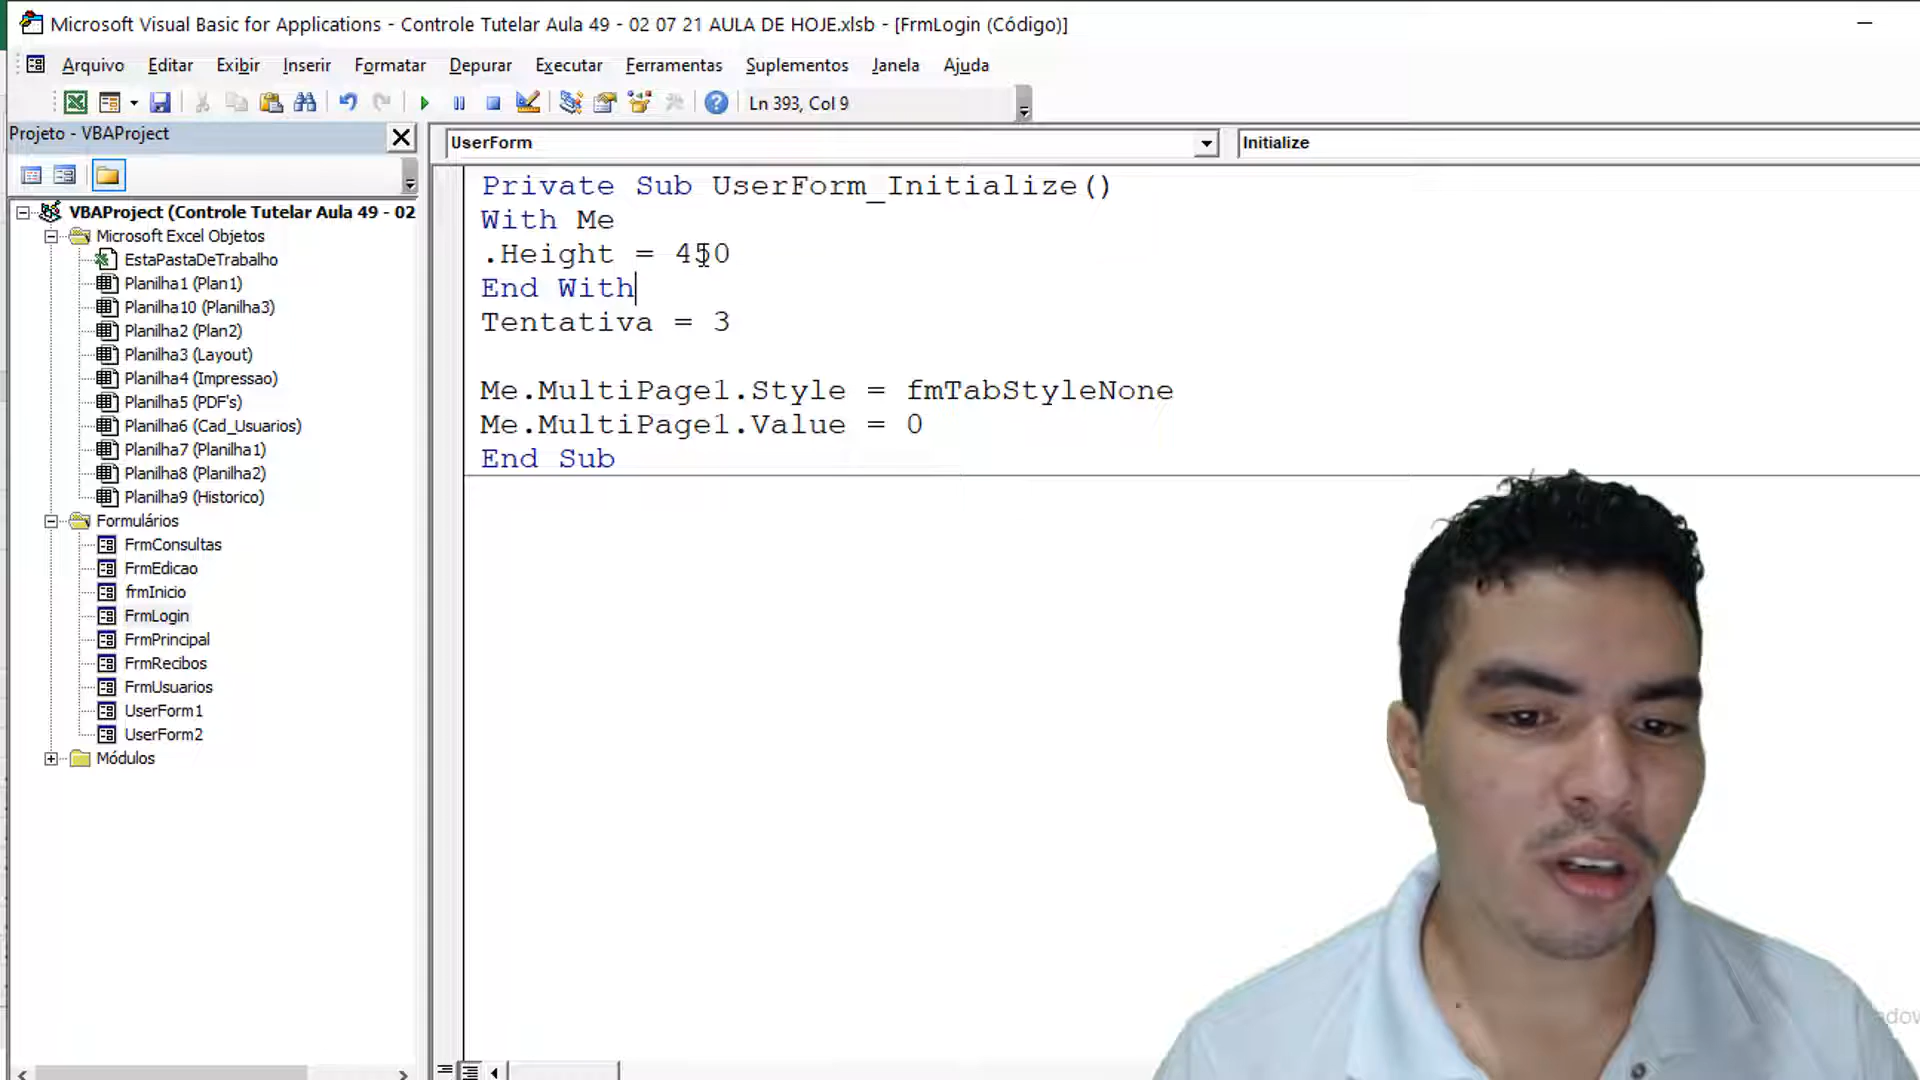 Microsoft Visual Basic for Applications - Controle Tutelar Aula 49 - 02 07 21 AULA DE HOJE.xlsb - [FrmLogin (Código)]
Arquivo Editar Exibir Inserir Formatar Depurar Executar Ferramentas Suplementos Janela Ajuda
Ln 393, Col 9
Projeto - VBAProject
UserForm
Initialize
VBAProject (Controle Tutelar Aula 49 - 02
Microsoft Excel Objetos
EstaPastaDeTrabalho
Planilha1 (Plan1)
Planilha10 (Planilha3)
Planilha2 (Plan2)
Planilha3 (Layout)
Planilha4 (Impressao)
Planilha5 (PDF's)
Planilha6 (Cad_Usuarios)
Planilha7 (Planilha1)
Planilha8 (Planilha2)
Planilha9 (Historico)
Formulários
FrmConsultas
FrmEdicao
frmInicio
FrmLogin
FrmPrincipal
FrmRecibos
FrmUsuarios
UserForm1
UserForm2
Módulos
Private Sub UserForm_Initialize()
With Me
.Height = 450
End With
Tentativa = 3
Me.MultiPage1.Style = fmTabStyleNone
Me.MultiPage1.Value = 0
End Sub